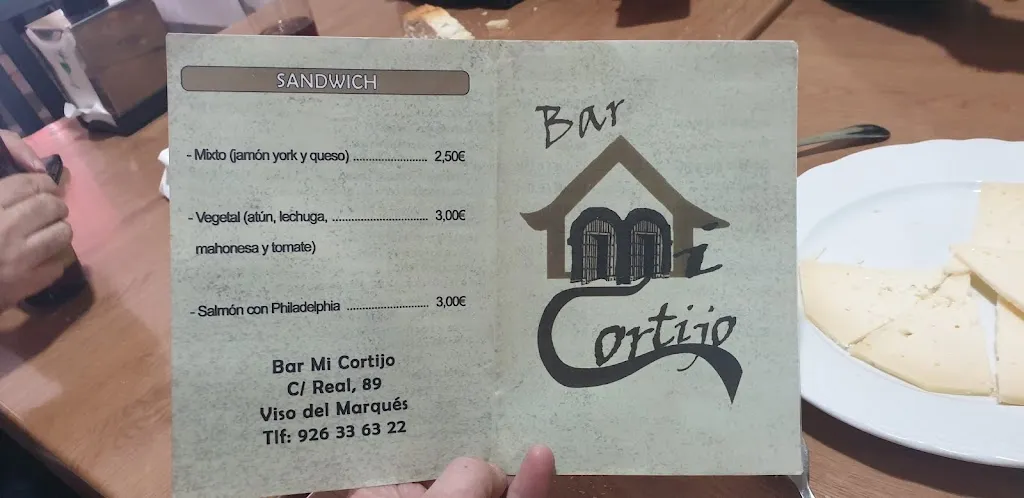 SANDWICH
- Mixto (jamón york y queso) ........................ 2,50€
- Vegetal (atún, lechuga, .............................. 3,00€
mahonesa y tomate)
- Salmón con Philadelphia ......................... 3,00€
Bar Mi Cortijo
C/ Real, 89
Viso del Marqués
Tlf: 926 33 63 22
Bar
mi
Cortijo